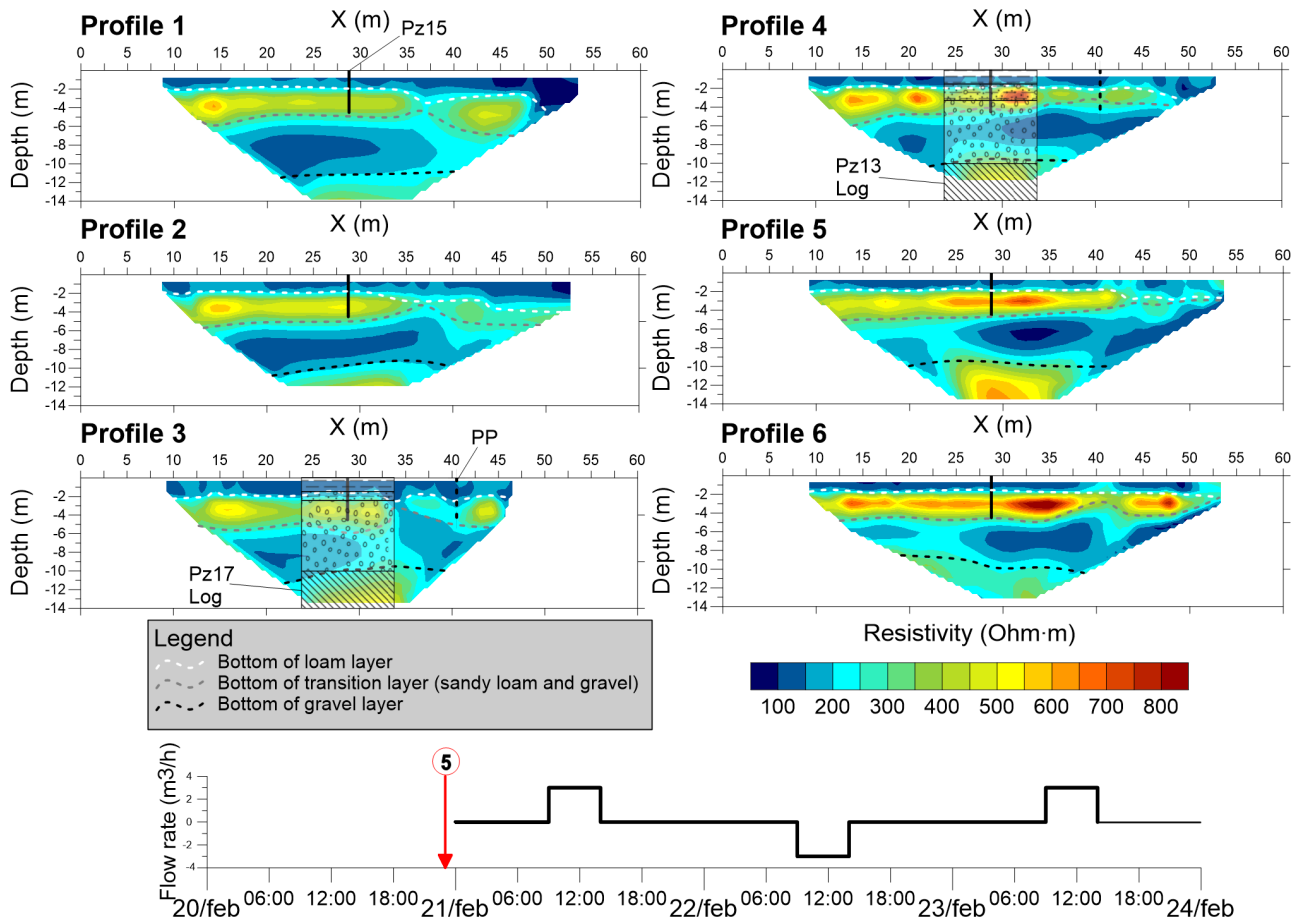 Profile 1
X (m)
Pz15
0 5 10 15 20 25 30 35 40 45 50 55 60
Depth (m)
-2
-4
-6
-8
-10
-12
-14
Profile 4
X (m)
0 5 10 15 20 25 30 35 40 45 50 55 60
Depth (m)
-2
-4
-6
-8
-10
-12
-14
Pz13
Log
Profile 2
X (m)
0 5 10 15 20 25 30 35 40 45 50 55 60
Depth (m)
-2
-4
-6
-8
-10
-12
-14
Profile 5
X (m)
0 5 10 15 20 25 30 35 40 45 50 55 60
Depth (m)
-2
-4
-6
-8
-10
-12
-14
Profile 3
X (m)
PP
0 5 10 15 20 25 30 35 40 45 50 55 60
Depth (m)
-2
-4
-6
-8
-10
-12
-14
Pz17
Log
Profile 6
X (m)
0 5 10 15 20 25 30 35 40 45 50 55 60
Depth (m)
-2
-4
-6
-8
-10
-12
-14
Legend
Bottom of loam layer
Bottom of transition layer (sandy loam and gravel)
Bottom of gravel layer
Resistivity (Ohm·m)
100 200 300 400 500 600 700 800
5
Flow rate (m3/h)
4
2
0
-2
-4
20/feb 06:00 12:00 18:00 21/feb 06:00 12:00 18:00 22/feb 06:00 12:00 18:00 23/feb 06:00 12:00 18:00 24/feb